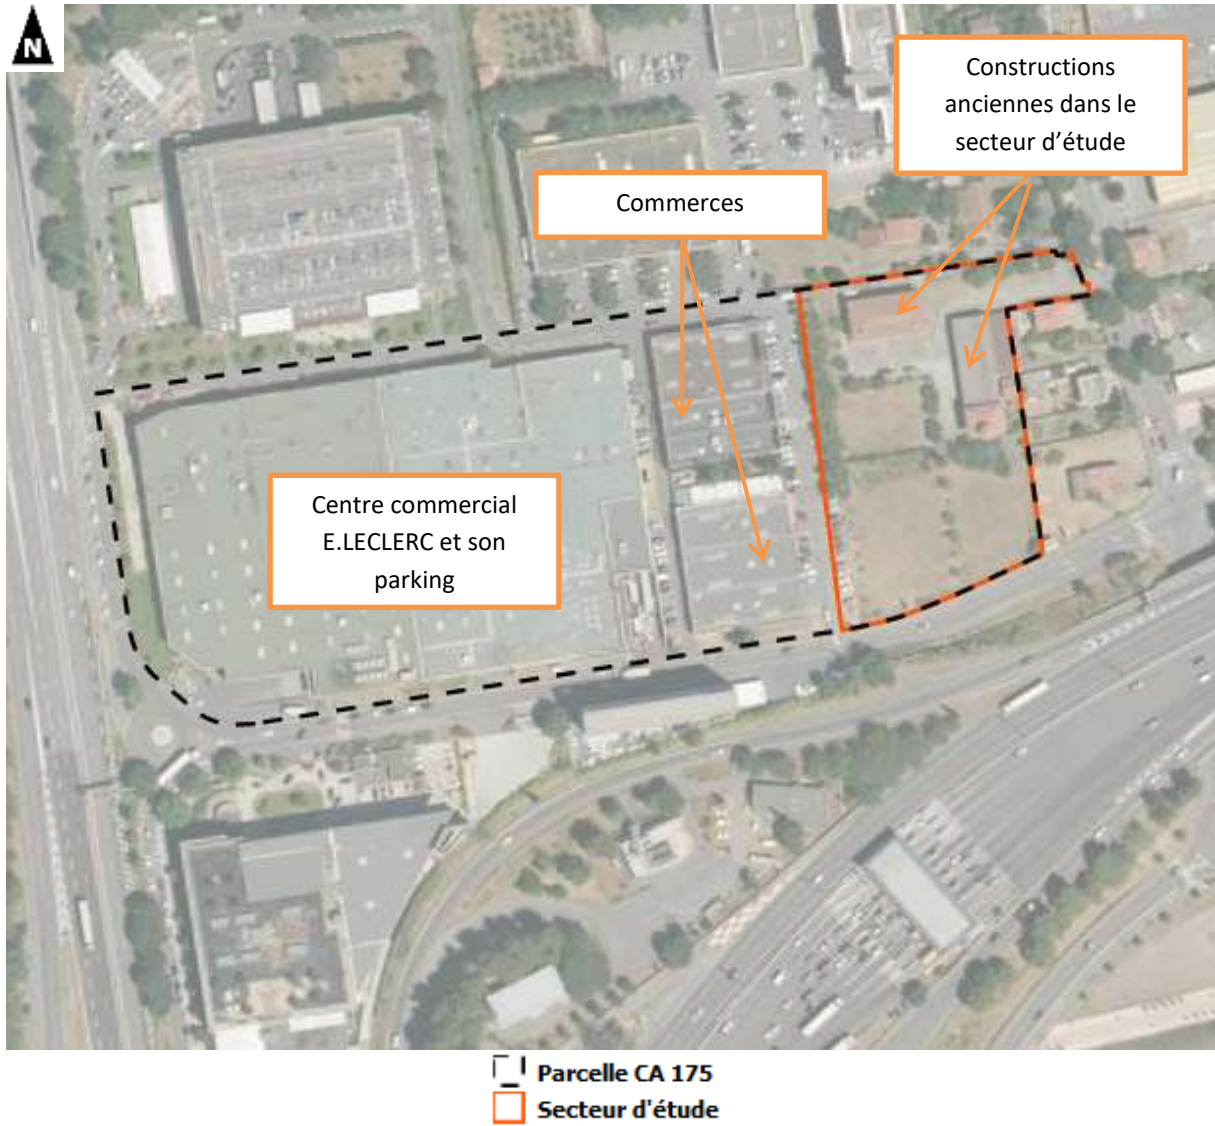 N
Constructions
anciennes dans le
secteur d’étude
Commerces
Centre commercial
E.LECLERC et son
parking
Parcelle CA 175
Secteur d'étude